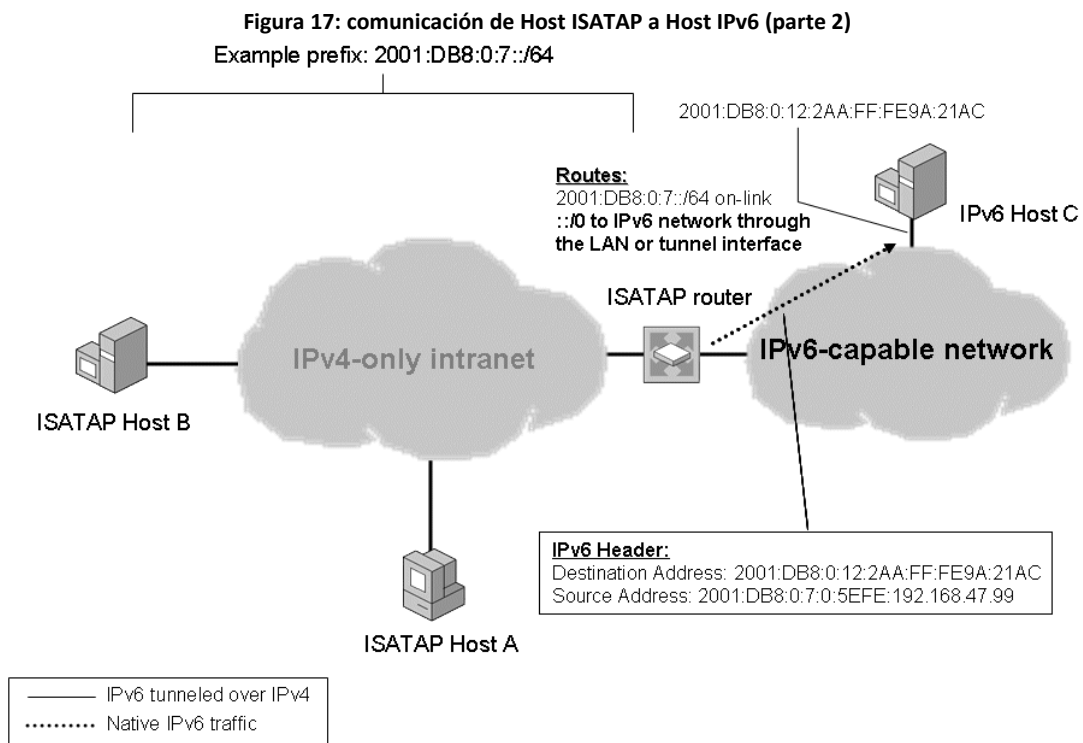 Figura 17: comunicación de Host ISATAP a Host IPv6 (parte 2)
Example prefix: 2001:DB8:0:7::/64
2001:DB8:0:12:2AA:FF:FE9A:21AC
Routes:
2001:DB8:0:7::/64 on-link
::/0 to IPv6 network through
the LAN or tunnel interface
IPv6 Host C
ISATAP router
IPv4-only intranet
IPv6-capable network
ISATAP Host B
IPv6 Header:
Destination Address: 2001:DB8:0:12:2AA:FF:FE9A:21AC
Source Address: 2001:DB8:0:7:0:5EFE:192.168.47.99
ISATAP Host A
IPv6 tunneled over IPv4
Native IPv6 traffic